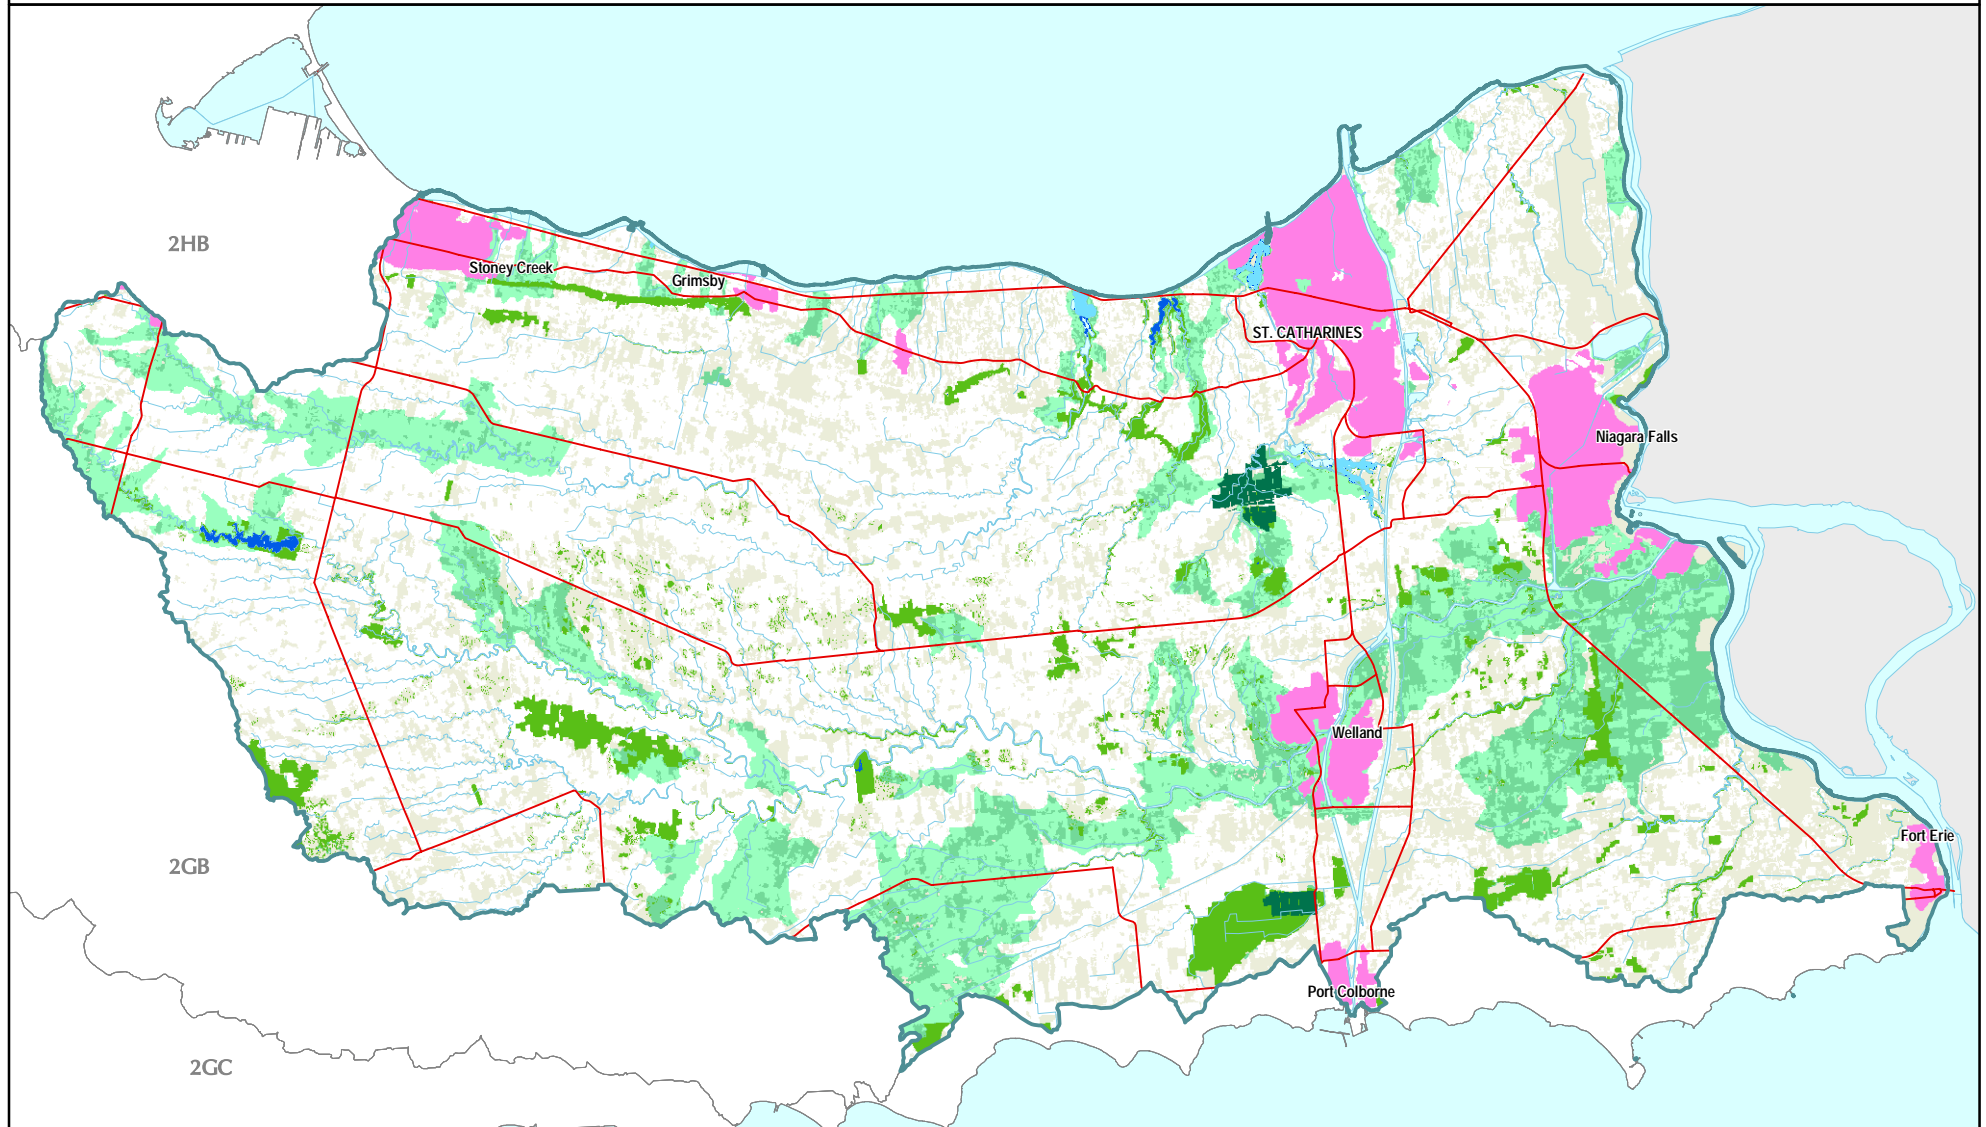 2HB
Stoney Creek
Grimsby
ST. CATHARINES
Niagara Falls
Welland
Fort Erie
2GB
Port Colborne
2GC